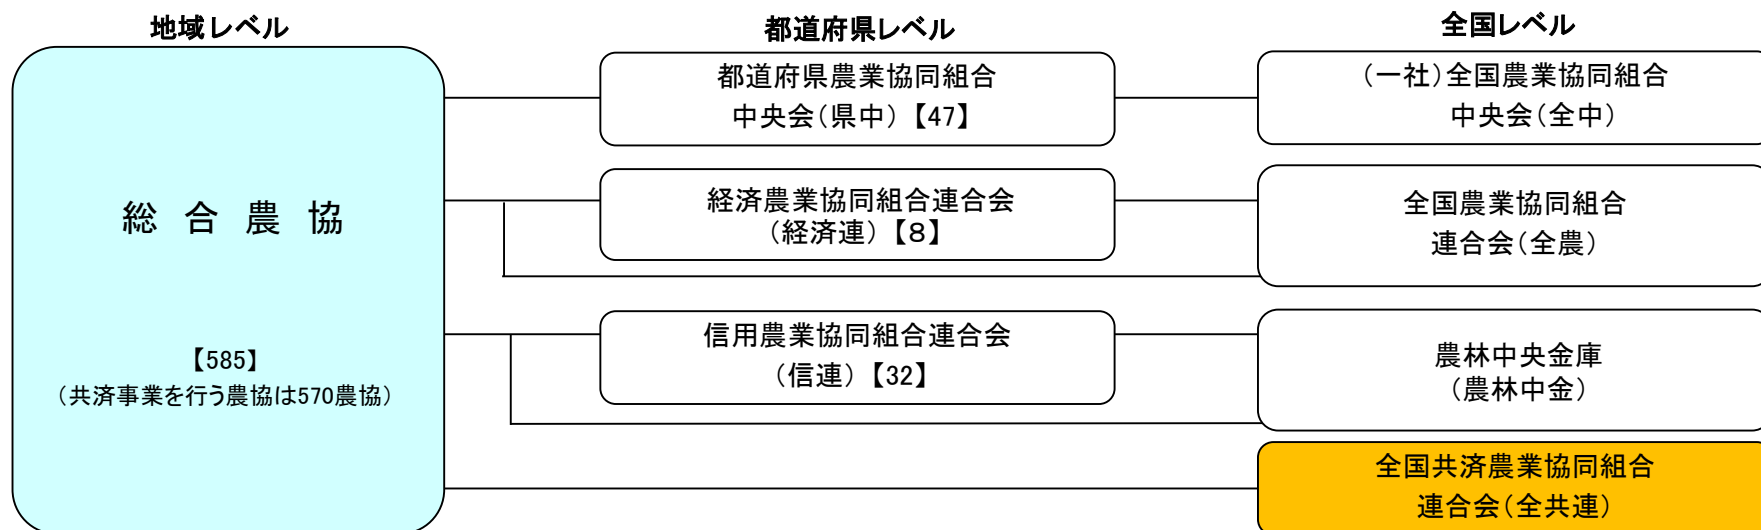 地域レベル
都道府県レベル
全国レベル
総合農協
【585】
（共済事業を行う農協は570農協）
都道府県農業協同組合
中央会（県中）【47】
（一社）全国農業協同組合
中央会（全中）
経済農業協同組合連合会
（経済連）【８】
全国農業協同組合
連合会（全農）
信用農業協同組合連合会
（信連）【32】
農林中央金庫
（農林中金）
全国共済農業協同組合
連合会（全共連）